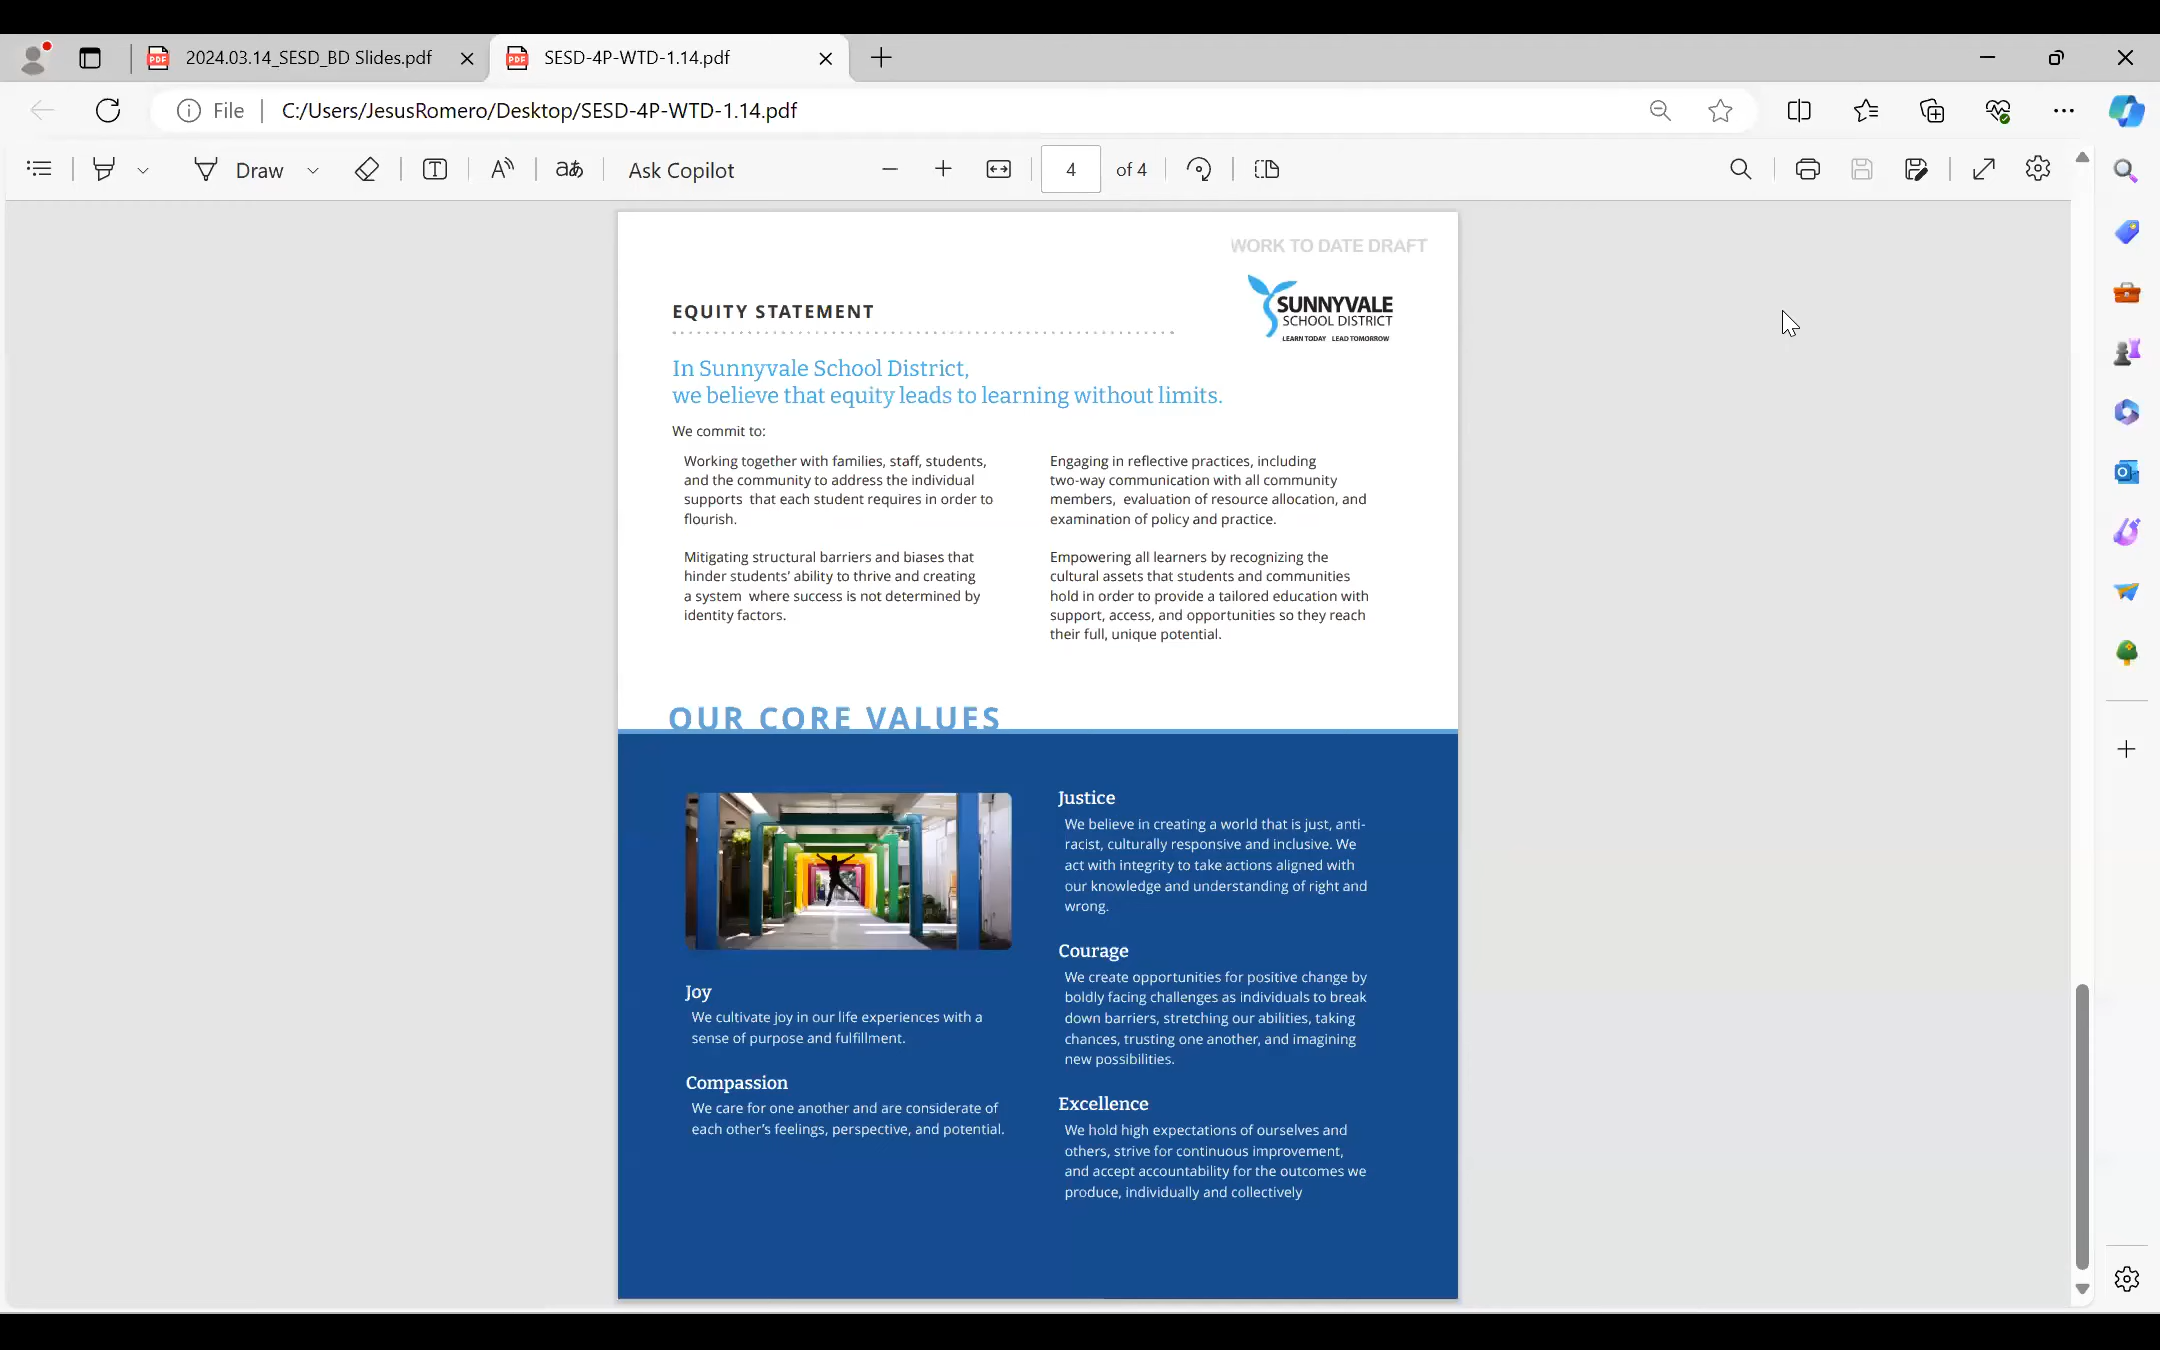 2024.03.14_SESD_BD Slides.pdf
SESD-4P-WTD-1.14.pdf
File
C:/Users/JesusRomero/Desktop/SESD-4P-WTD-1.14.pdf
Draw
Ask Copilot
4
of 4
WORK TO DATE DRAFT
SUNNYVALE
SCHOOL DISTRICT
LEARN TODAY LEAD TOMORROW
EQUITY STATEMENT
In Sunnyvale School District,
we believe that equity leads to learning without limits.
We commit to:
Working together with families, staff, students,
and the community to address the individual
supports that each student requires in order to
flourish.
Mitigating structural barriers and biases that
hinder students' ability to thrive and creating
a system where success is not determined by
identity factors.
Engaging in reflective practices, including
two-way communication with all community
members, evaluation of resource allocation, and
examination of policy and practice.
Empowering all learners by recognizing the
cultural assets that students and communities
hold in order to provide a tailored education with
support, access, and opportunities so they reach
their full, unique potential.
OUR CORE VALUES
Joy
We cultivate joy in our life experiences with a
sense of purpose and fulfillment.
Compassion
We care for one another and are considerate of
each other's feelings, perspective, and potential.
Justice
We believe in creating a world that is just, anti-
racist, culturally responsive and inclusive. We
act with integrity to take actions aligned with
our knowledge and understanding of right and
wrong.
Courage
We create opportunities for positive change by
boldly facing challenges as individuals to break
down barriers, stretching our abilities, taking
chances, trusting one another, and imagining
new possibilities.
Excellence
We hold high expectations of ourselves and
others, strive for continuous improvement,
and accept accountability for the outcomes we
produce, individually and collectively